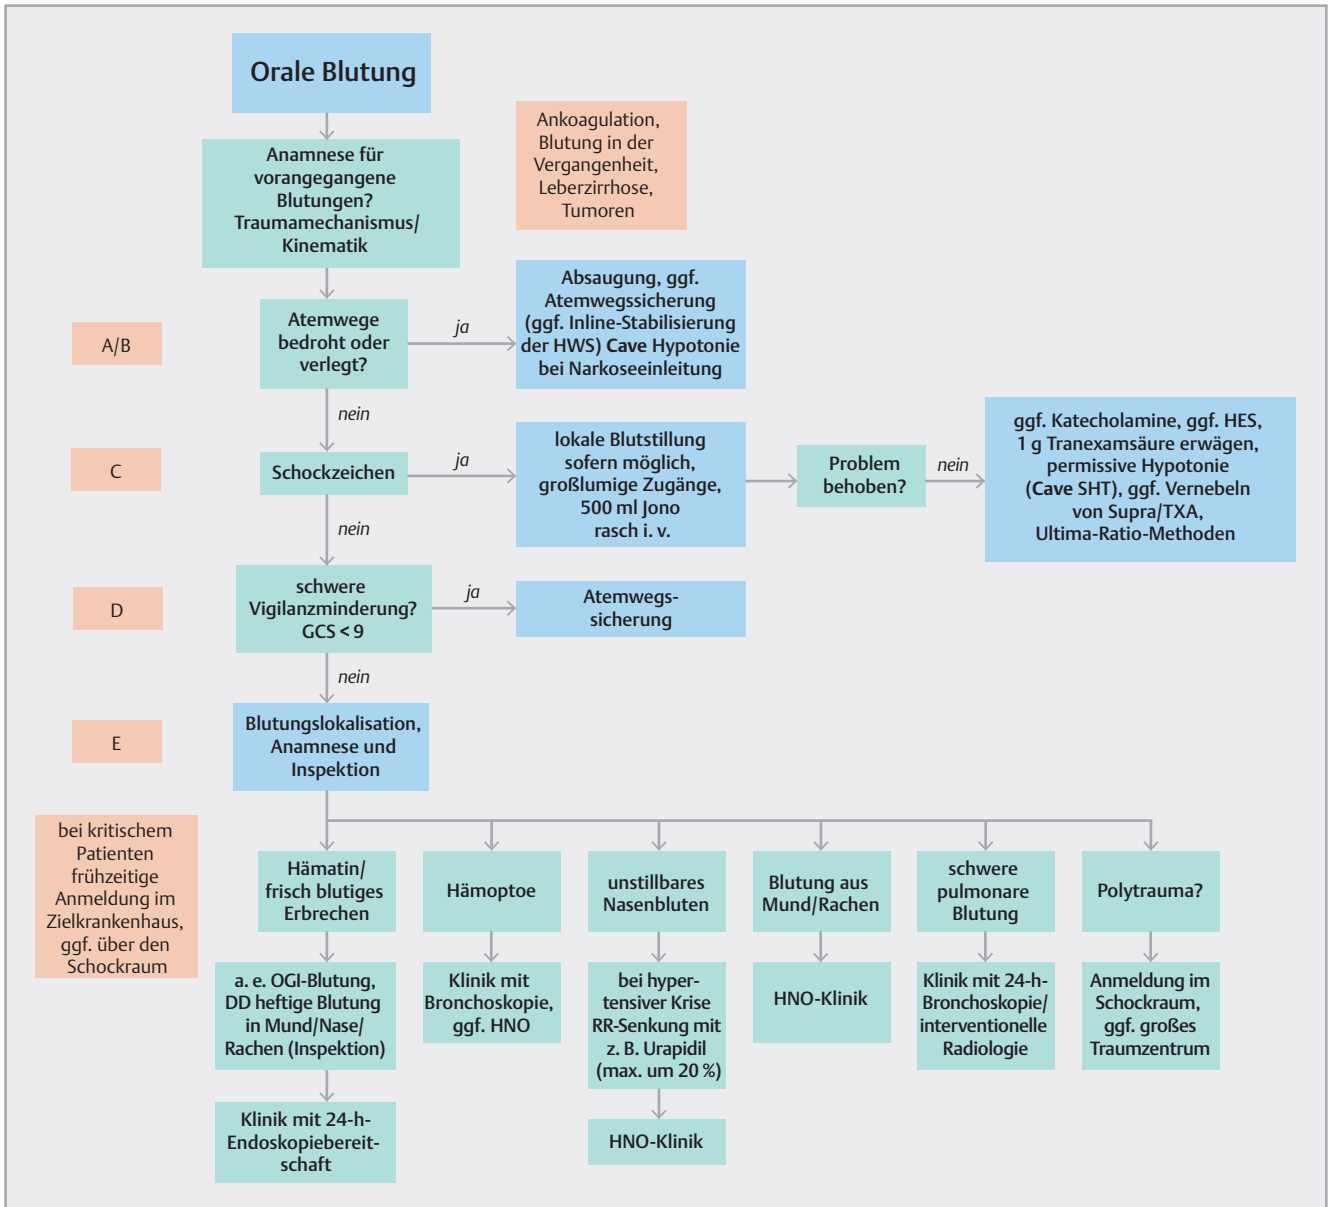 Orale Blutung
Anamnese für
vorangegangene
Blutungen?
Traumamechanismus/
Kinematik
Ankoagulation,
Blutung in der
Vergangenheit,
Leberzirrhose,
Tumoren
A/B
Atemwege
bedroht oder
verlegt?
ja
Absaugung, ggf.
Atemwegssicherung
(ggf. Inline-Stabilisierung
der HWS) Cave Hypotonie
bei Narkoseeinleitung
nein
C
Schockzeichen
ja
lokale Blutstillung
sofern möglich,
großlumige Zugänge,
500 ml Jono
rasch i. v.
Problem
behoben?
nein
ggf. Katecholamine, ggf. HES,
1 g Tranexamsäure erwägen,
permissive Hypotonie
(Cave SHT), ggf. Vernebeln
von Supra/TXA,
Ultima-Ratio-Methoden
nein
D
schwere
Vigilanzminderung?
GCS < 9
ja
Atemwegs-
sicherung
nein
E
Blutungslokalisation,
Anamnese und
Inspektion
bei kritischem
Patienten
frühzeitige
Anmeldung im
Zielkrankenhaus,
ggf. über den
Schockraum
Hämatin/
frisch blutiges
Erbrechen
Hämoptoe
unstillbares
Nasenbluten
Blutung aus
Mund/Rachen
schwere
pulmonare
Blutung
Polytrauma?
a. e. OGI-Blutung,
DD heftige Blutung
in Mund/Nase/
Rachen (Inspektion)
Klinik mit
Bronchoskopie,
ggf. HNO
bei hyper-
tensiver Krise
RR-Senkung mit
z. B. Urapidil
(max. um 20 %)
HNO-Klinik
Klinik mit 24-h-
Bronchoskopie/
interventionelle
Radiologie
Anmeldung im
Schockraum,
ggf. großes
Traumzentrum
Klinik mit 24-h-
Endoskopiebereit-
schaft
HNO-Klinik